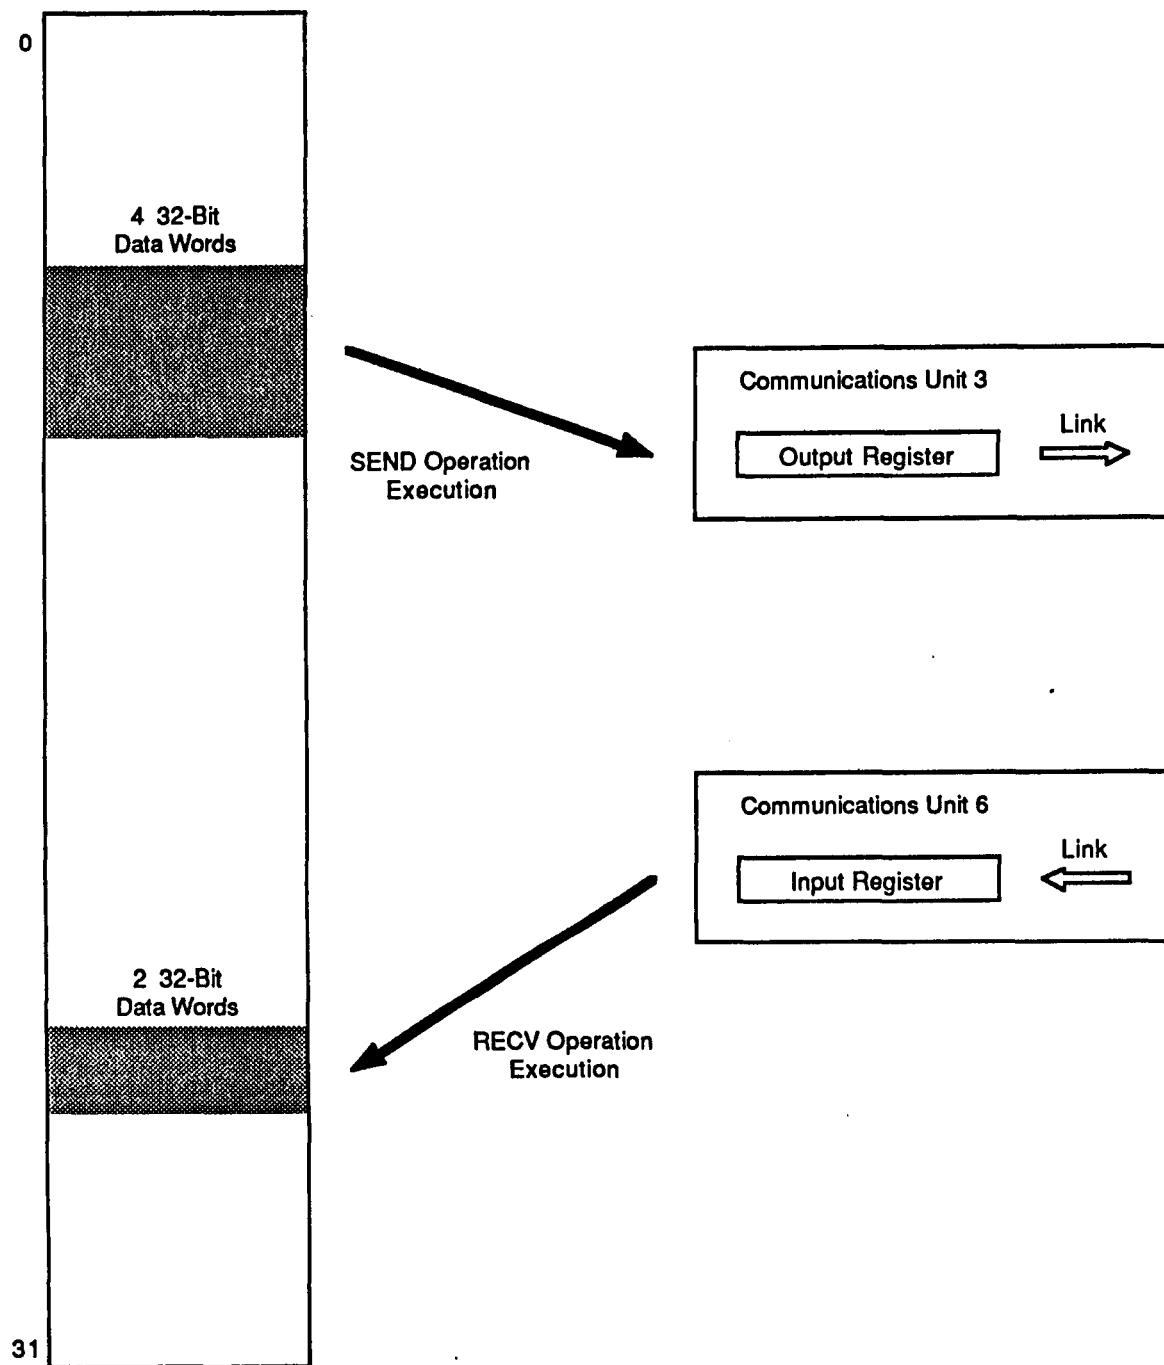 0
4 32-Bit
Data Words
Communications Unit 3
Link
Output Register
SEND Operation
Execution
Communications Unit 6
Link
Input Register
2 32-Bit
Data Words
RECV Operation
Execution
31